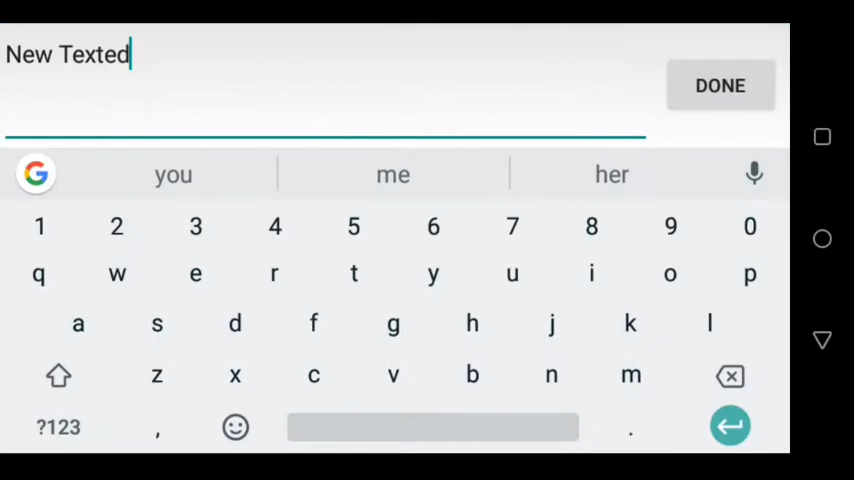 New Texted
DONE
you me her
1 2 3 4 5 6 7 8 9 0
q w e r t y u i o p
a s d f g h j k l
z x c v b n m
?123 , .